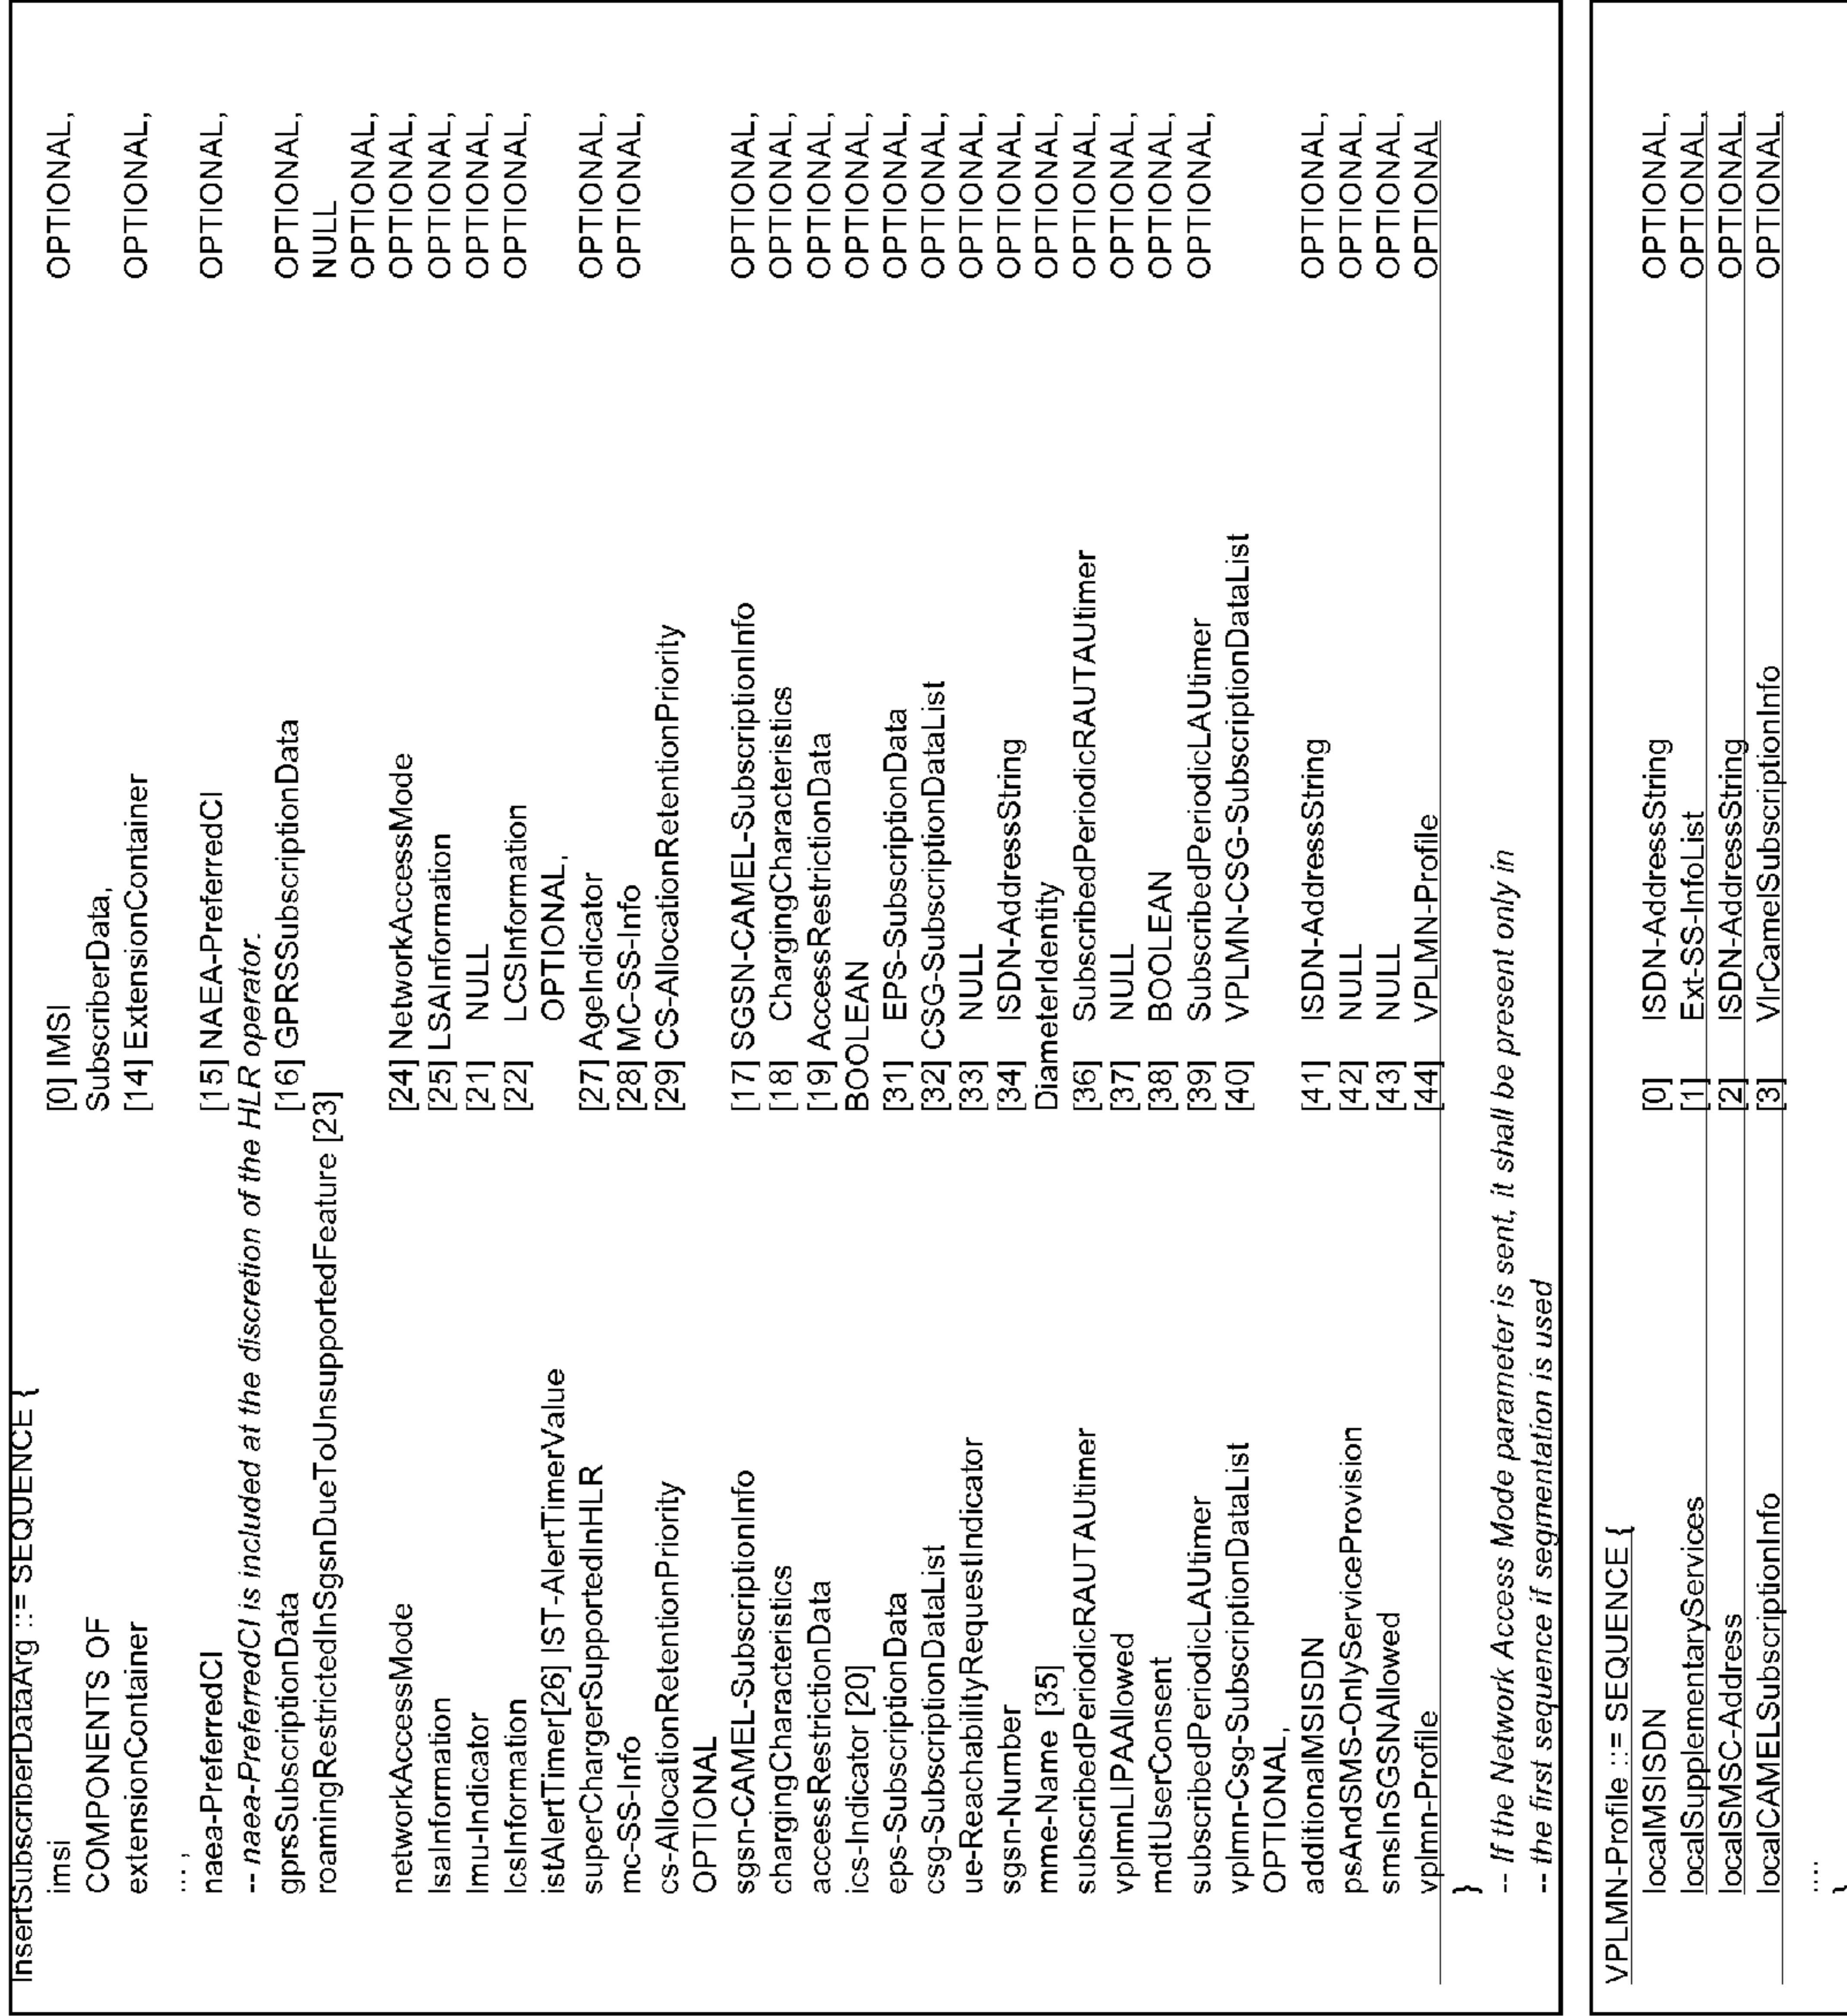 InsertSubscriberDataArg ::= SEQUENCE {
imsi [0] IMSI OPTIONAL,
COMPONENTS OF SubscriberData,
extensionContainer [14] ExtensionContainer OPTIONAL,
... ,
naea-PreferredCI [15] NAEA-PreferredCI OPTIONAL,
-- naea-PreferredCI is included at the discretion of the HLR operator.
gprsSubscriptionData [16] GPRSSubscriptionData OPTIONAL,
roamingRestrictedInSgsnDueToUnsupportedFeature [23] NULL
OPTIONAL,
networkAccessMode [24] NetworkAccessMode OPTIONAL,
lsaInformation [25] LSAInformation OPTIONAL,
lmu-Indicator [21] NULL OPTIONAL,
lcsInformation [22] LCSInformation OPTIONAL,
istAlertTimer[26] IST-AlertTimerValue OPTIONAL,
superChargerSupportedInHLR [27] AgeIndicator OPTIONAL,
mc-SS-Info [28] MC-SS-Info OPTIONAL,
cs-AllocationRetentionPriority [29] CS-AllocationRetentionPriority
OPTIONAL
sgsn-CAMEL-SubscriptionInfo [17] SGSN-CAMEL-SubscriptionInfo OPTIONAL,
chargingCharacteristics [18] ChargingCharacteristics OPTIONAL,
accessRestrictionData [19] AccessRestrictionData OPTIONAL,
ics-Indicator [20] BOOLEAN OPTIONAL,
eps-SubscriptionData [31] EPS-SubscriptionData OPTIONAL,
csg-SubscriptionDataList [32] CSG-SubscriptionDataList OPTIONAL,
ue-ReachabilityRequestIndicator [33] NULL OPTIONAL,
sgsn-Number [34] ISDN-AddressString OPTIONAL,
mme-Name [35] DiameterIdentity OPTIONAL,
subscribedPeriodicRAUTAUtimer [36] SubscribedPeriodicRAUTAUtimer OPTIONAL,
vplmnLIPAAllowed [37] NULL OPTIONAL,
mdtUserConsent [38] BOOLEAN OPTIONAL,
subscribedPeriodicLAUtimer [39] SubscribedPeriodicLAUtimer OPTIONAL,
vplmn-Csg-SubscriptionDataList [40] VPLMN-CSG-SubscriptionDataList
OPTIONAL,
additionalMSISDN [41] ISDN-AddressString OPTIONAL,
psAndSMS-OnlyServiceProvision [42] NULL OPTIONAL,
smsInSGSNAllowed [43] NULL OPTIONAL,
vplmn-Profile [44] VPLMN-Profile OPTIONAL
}
-- If the Network Access Mode parameter is sent, it shall be present only in
-- the first sequence if segmentation is used
VPLMN-Profile ::= SEQUENCE {
localMSISDN [0] ISDN-AddressString OPTIONAL,
localSupplementaryServices [1] Ext-SS-InfoList OPTIONAL,
localSMSC-Address [2] ISDN-AddressString OPTIONAL,
localCAMELSubscriptionInfo [3] VlrCamelSubscriptionInfo OPTIONAL,
....
}